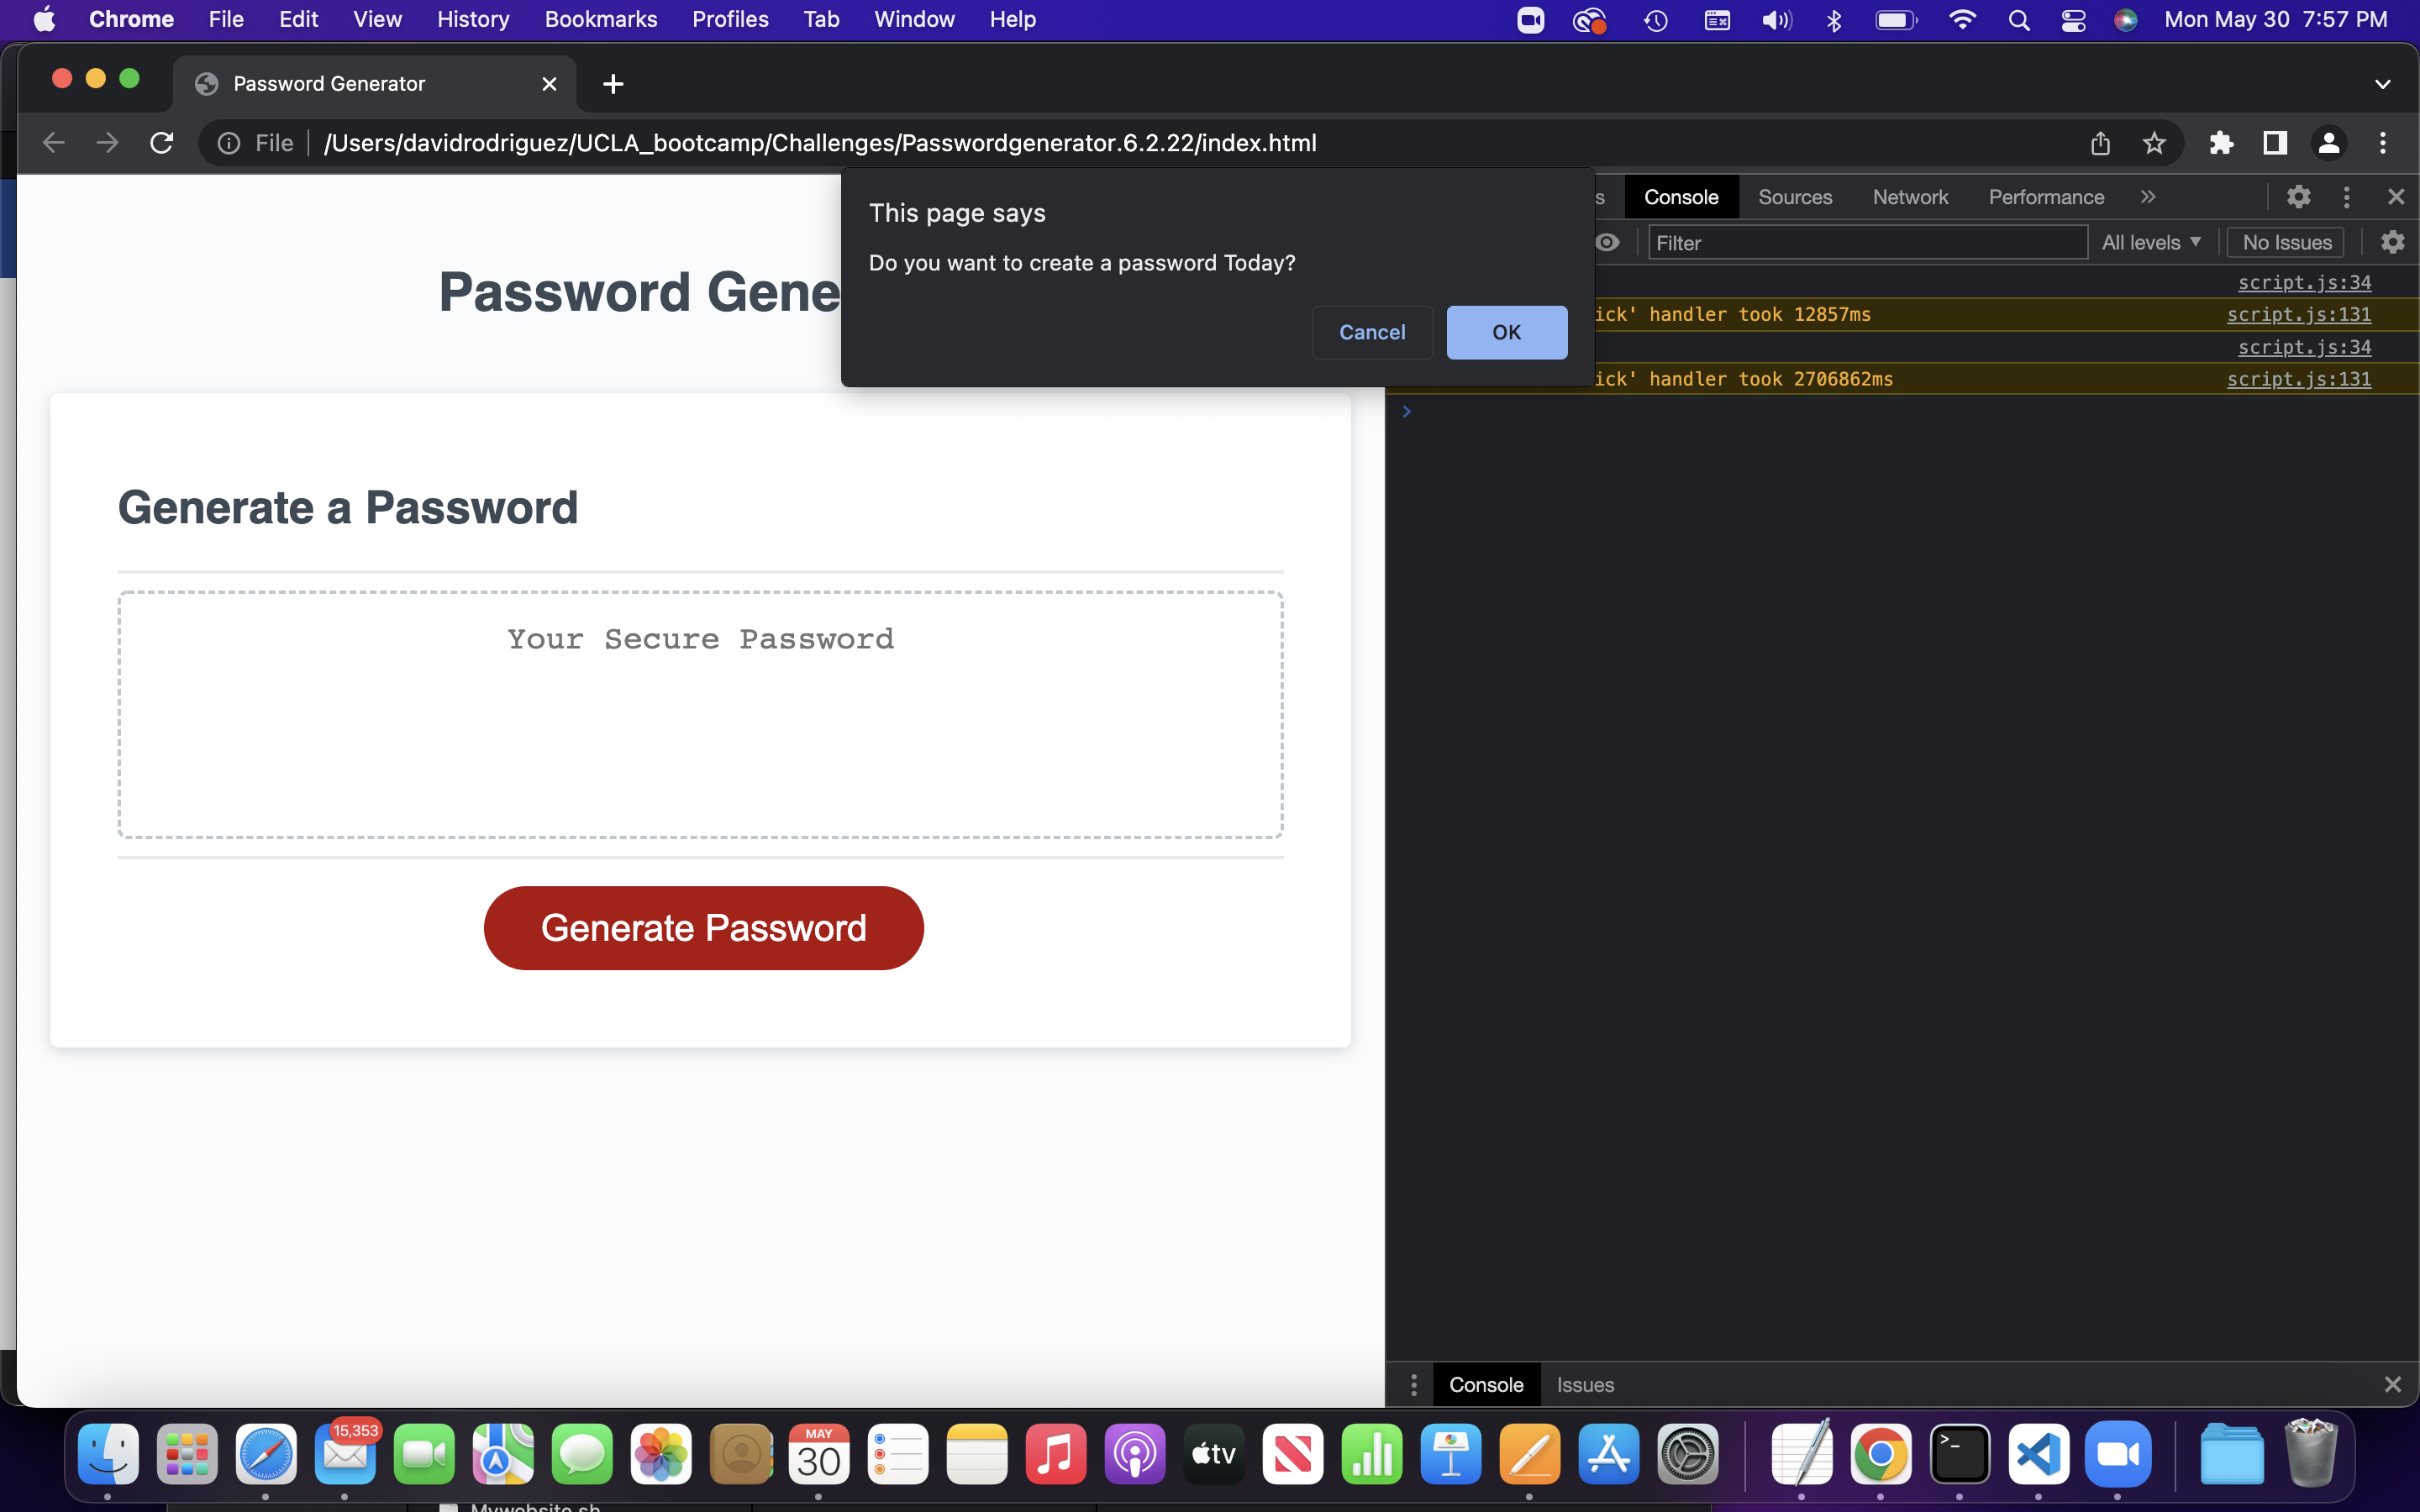 Chrome File Edit View History Bookmarks Profiles Tab Window Help Mon May 30 7:57 PM
Password Generator
File /Users/davidrodriguez/UCLA_bootcamp/Challenges/Passwordgenerator.6.2.22/index.html
This page says
Do you want to create a password Today?
Cancel OK
s Console Sources Network Performance
Filter All levels ▼ No Issues
script.js:34
ick' handler took 12857ms script.js:131
script.js:34
ick' handler took 2706862ms script.js:131
Password Gene
Generate a Password
Your Secure Password
Generate Password
Console Issues
15,353
MAY
30
tv
Mywebsite.sh